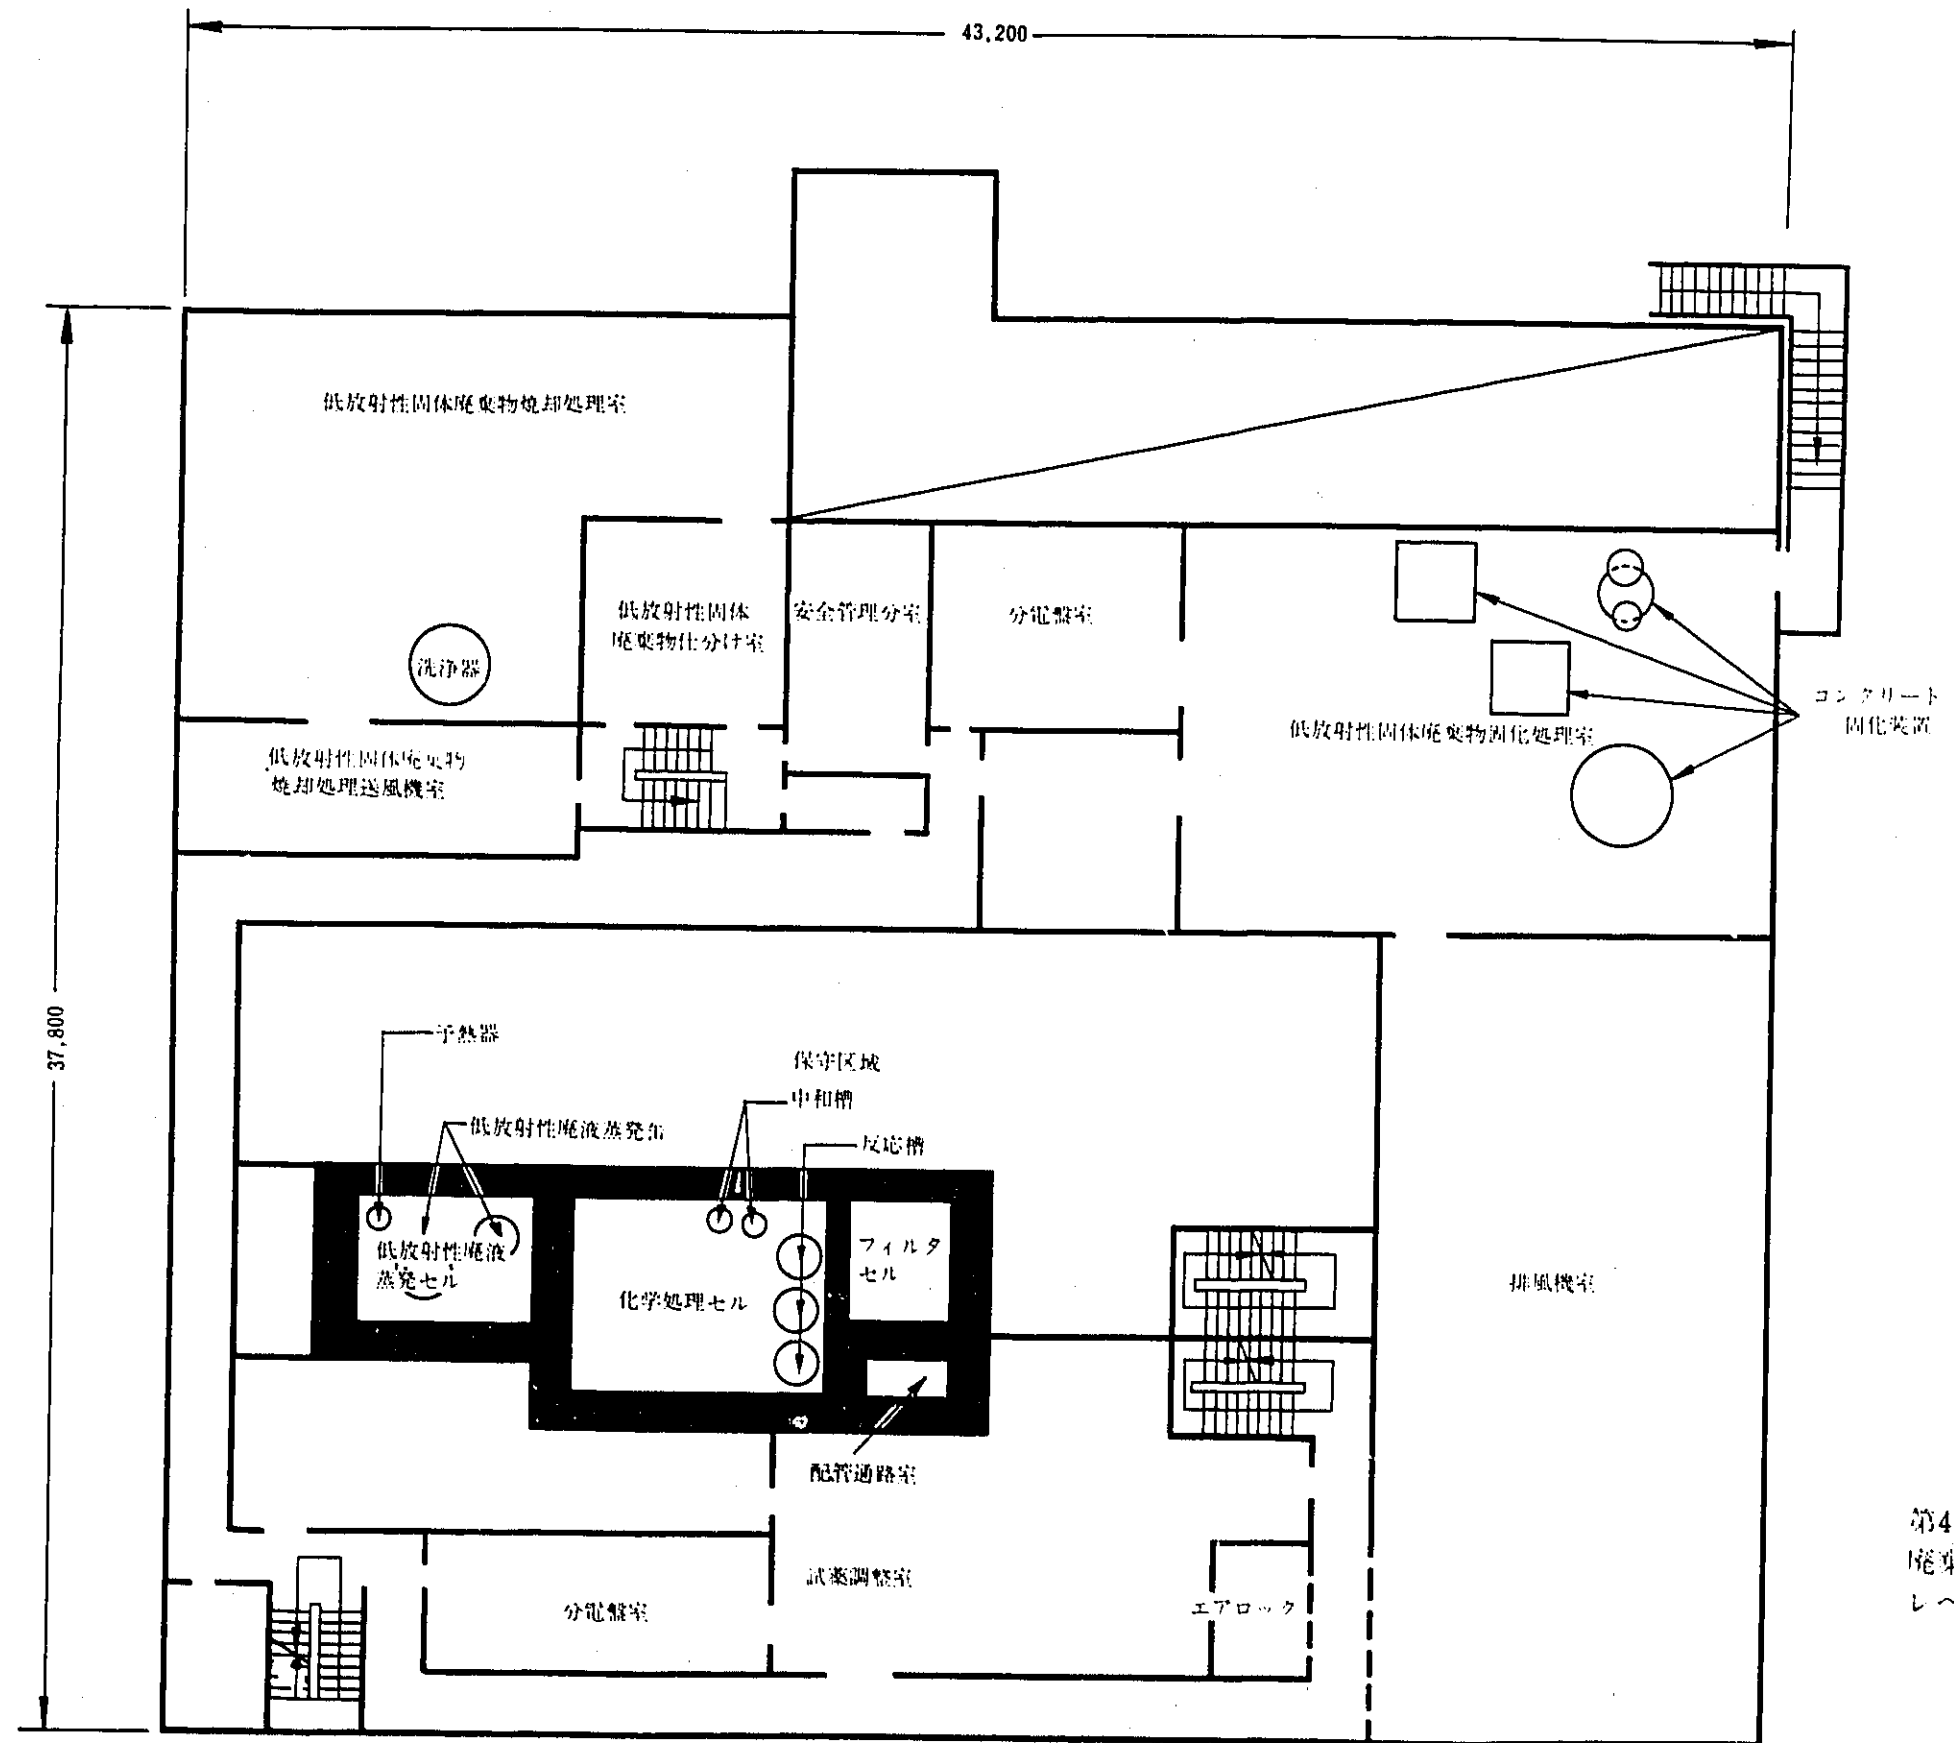 43,200
低放射性固体廃棄物焼却処理室
低放射性固体
廃棄物仕分け室
安全管理分室
分電盤室
洗浄器
コンクリート
固化装置
低放射性固体廃棄物固化処理室
低放射性固体廃棄物
焼却処理送風機室
37,800
予熱器
保守区域
中和槽
低放射性廃液蒸発缶
反応槽
低放射性廃液
蒸発セル
フィルタ
セル
化学処理セル
排風機室
配管通路室
試薬調整室
分電盤室
エアロック
第4
廃棄
レベ